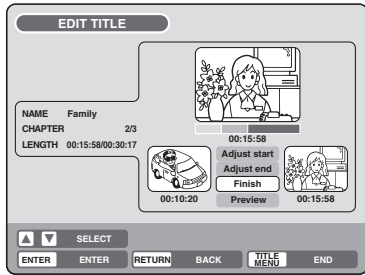 EDIT TITLE
NAME Family
CHAPTER 2/3
LENGTH 00:15:58/00:30:17
00:15:58
Adjust start
Adjust end
Finish
Preview
00:10:20
00:15:58
SELECT
ENTER ENTER RETURN BACK TITLE MENU END